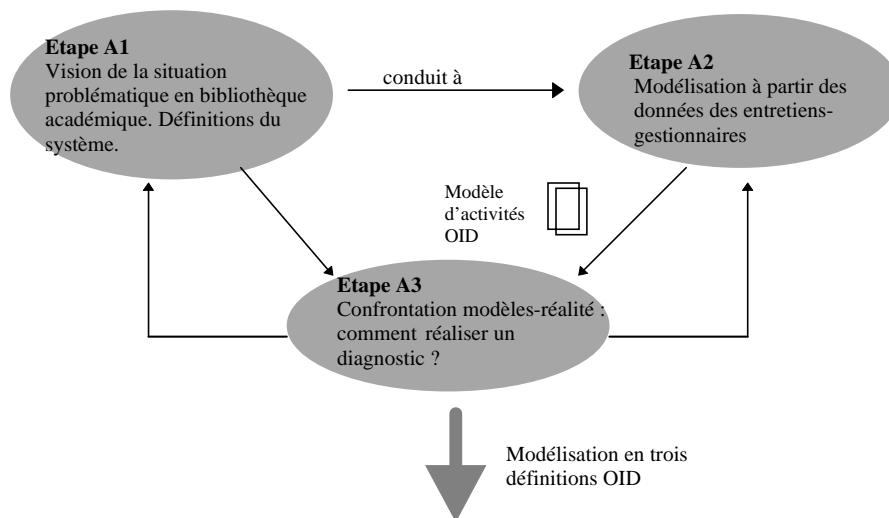 Etape A1
Vision de la situation
problématique en bibliothèque
académique. Définitions du
système.
conduit à
Etape A2
Modélisation à partir des
données des entretiens-
gestionnaires
Modèle
d’activités
OID
Etape A3
Confrontation modèles-réalité :
comment réaliser un
diagnostic ?
Modélisation en trois
définitions OID